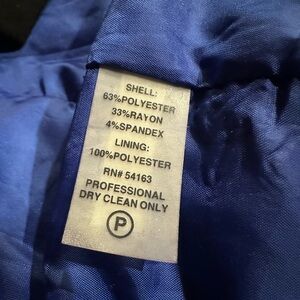 SHELL:
63%POLYESTER
33%RAYON
4%SPANDEX
LINING:
100%POLYESTER
RN# 54163
PROFESSIONAL
DRY CLEAN ONLY
P